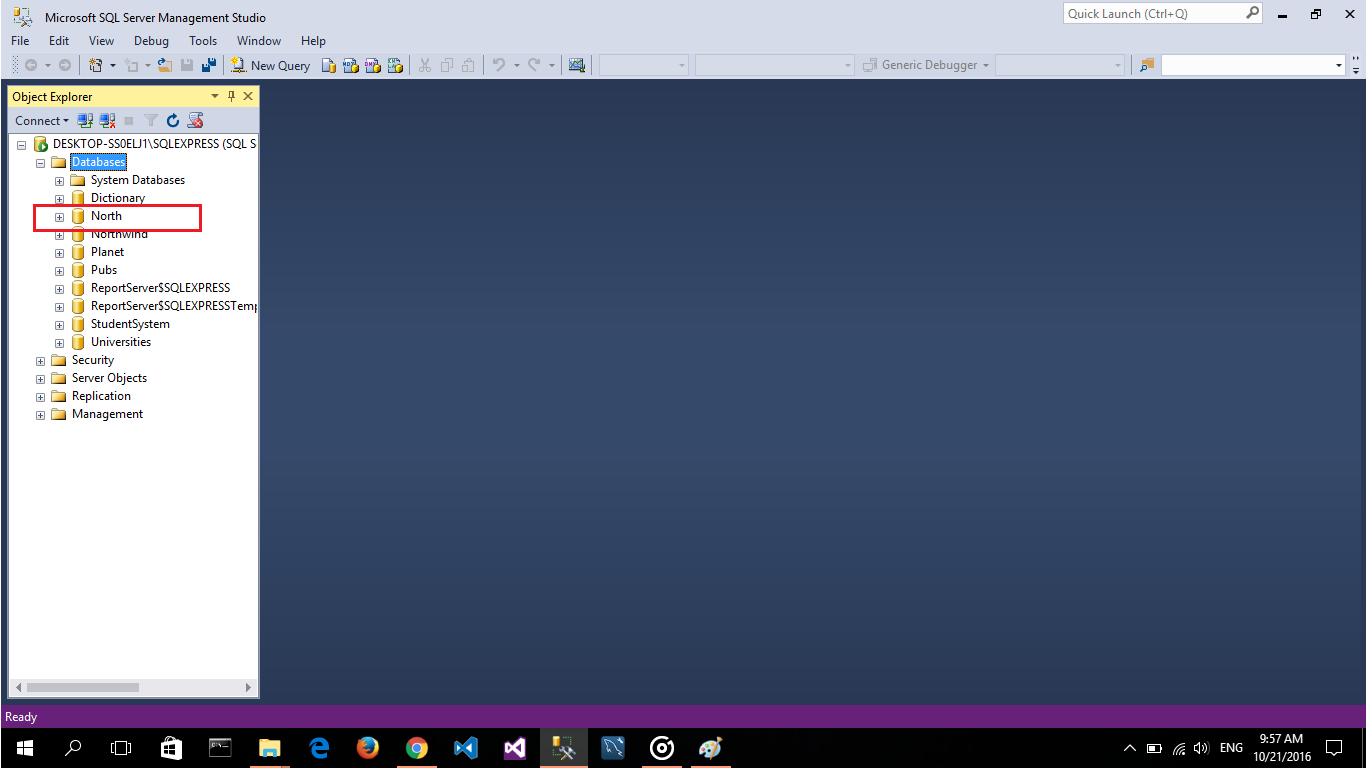 Microsoft SQL Server Management Studio
Quick Launch (Ctrl+Q)
File Edit View Debug Tools Window Help
New Query Generic Debugger
Object Explorer
Connect
DESKTOP-SS0ELJ1\SQLEXPRESS (SQL S
Databases
System Databases
Dictionary
North
Northwind
Planet
Pubs
ReportServer$SQLEXPRESS
ReportServer$SQLEXPRESSTemp
StudentSystem
Universities
Security
Server Objects
Replication
Management
Ready
ENG
9:57 AM
10/21/2016